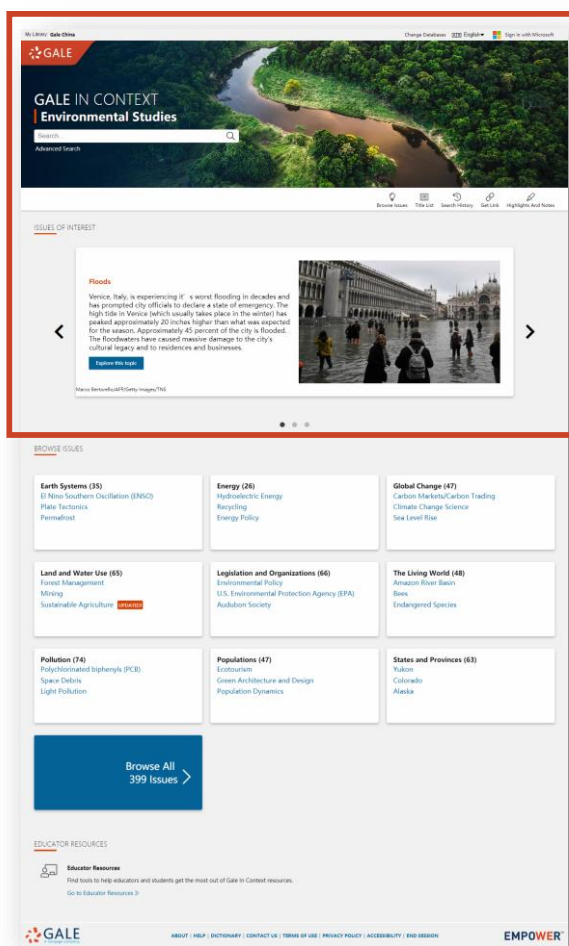 My Library: Gale China
Change Databases English Sign in with Microsoft
GALE
GALE IN CONTEXT
Environmental Studies
Search...
Advanced Search
Browse Issues Title List Search History Get Link Highlights And Notes
ISSUES OF INTEREST
Floods
Venice, Italy, is experiencing it's worst flooding in decades and
has prompted city officials to declare a state of emergency. The
high tide in Venice (which usually takes place in the winter) has
peaked approximately 20 inches higher than what was expected
for the season. Approximately 45 percent of the city is flooded.
The floodwaters have caused massive damage to the city's
cultural legacy and to residences and businesses.
Explore this topic
Marco Bertorello/AFP/Getty Images/TNS
BROWSE ISSUES
Earth Systems (35)
El Nino Southern Oscillation (ENSO)
Plate Tectonics
Permafrost
Energy (26)
Hydroelectric Energy
Recycling
Energy Policy
Global Change (47)
Carbon Markets/Carbon Trading
Climate Change Science
Sea Level Rise
Land and Water Use (65)
Forest Management
Mining
Sustainable Agriculture UPDATED
Legislation and Organizations (66)
Environmental Policy
U.S. Environmental Protection Agency (EPA)
Audubon Society
The Living World (48)
Amazon River Basin
Bees
Endangered Species
Pollution (74)
Polychlorinated biphenyls (PCB)
Space Debris
Light Pollution
Populations (47)
Ecotourism
Green Architecture and Design
Population Dynamics
States and Provinces (63)
Yukon
Colorado
Alaska
Browse All
399 Issues
EDUCATOR RESOURCES
Educator Resources
Find tools to help educators and students get the most out of Gale In Context resources.
Go to Educator Resources
GALE
A Cengage Company
ABOUT | HELP | DICTIONARY | CONTACT US | TERMS OF USE | PRIVACY POLICY | ACCESSIBILITY | END SESSION
EMPOWER